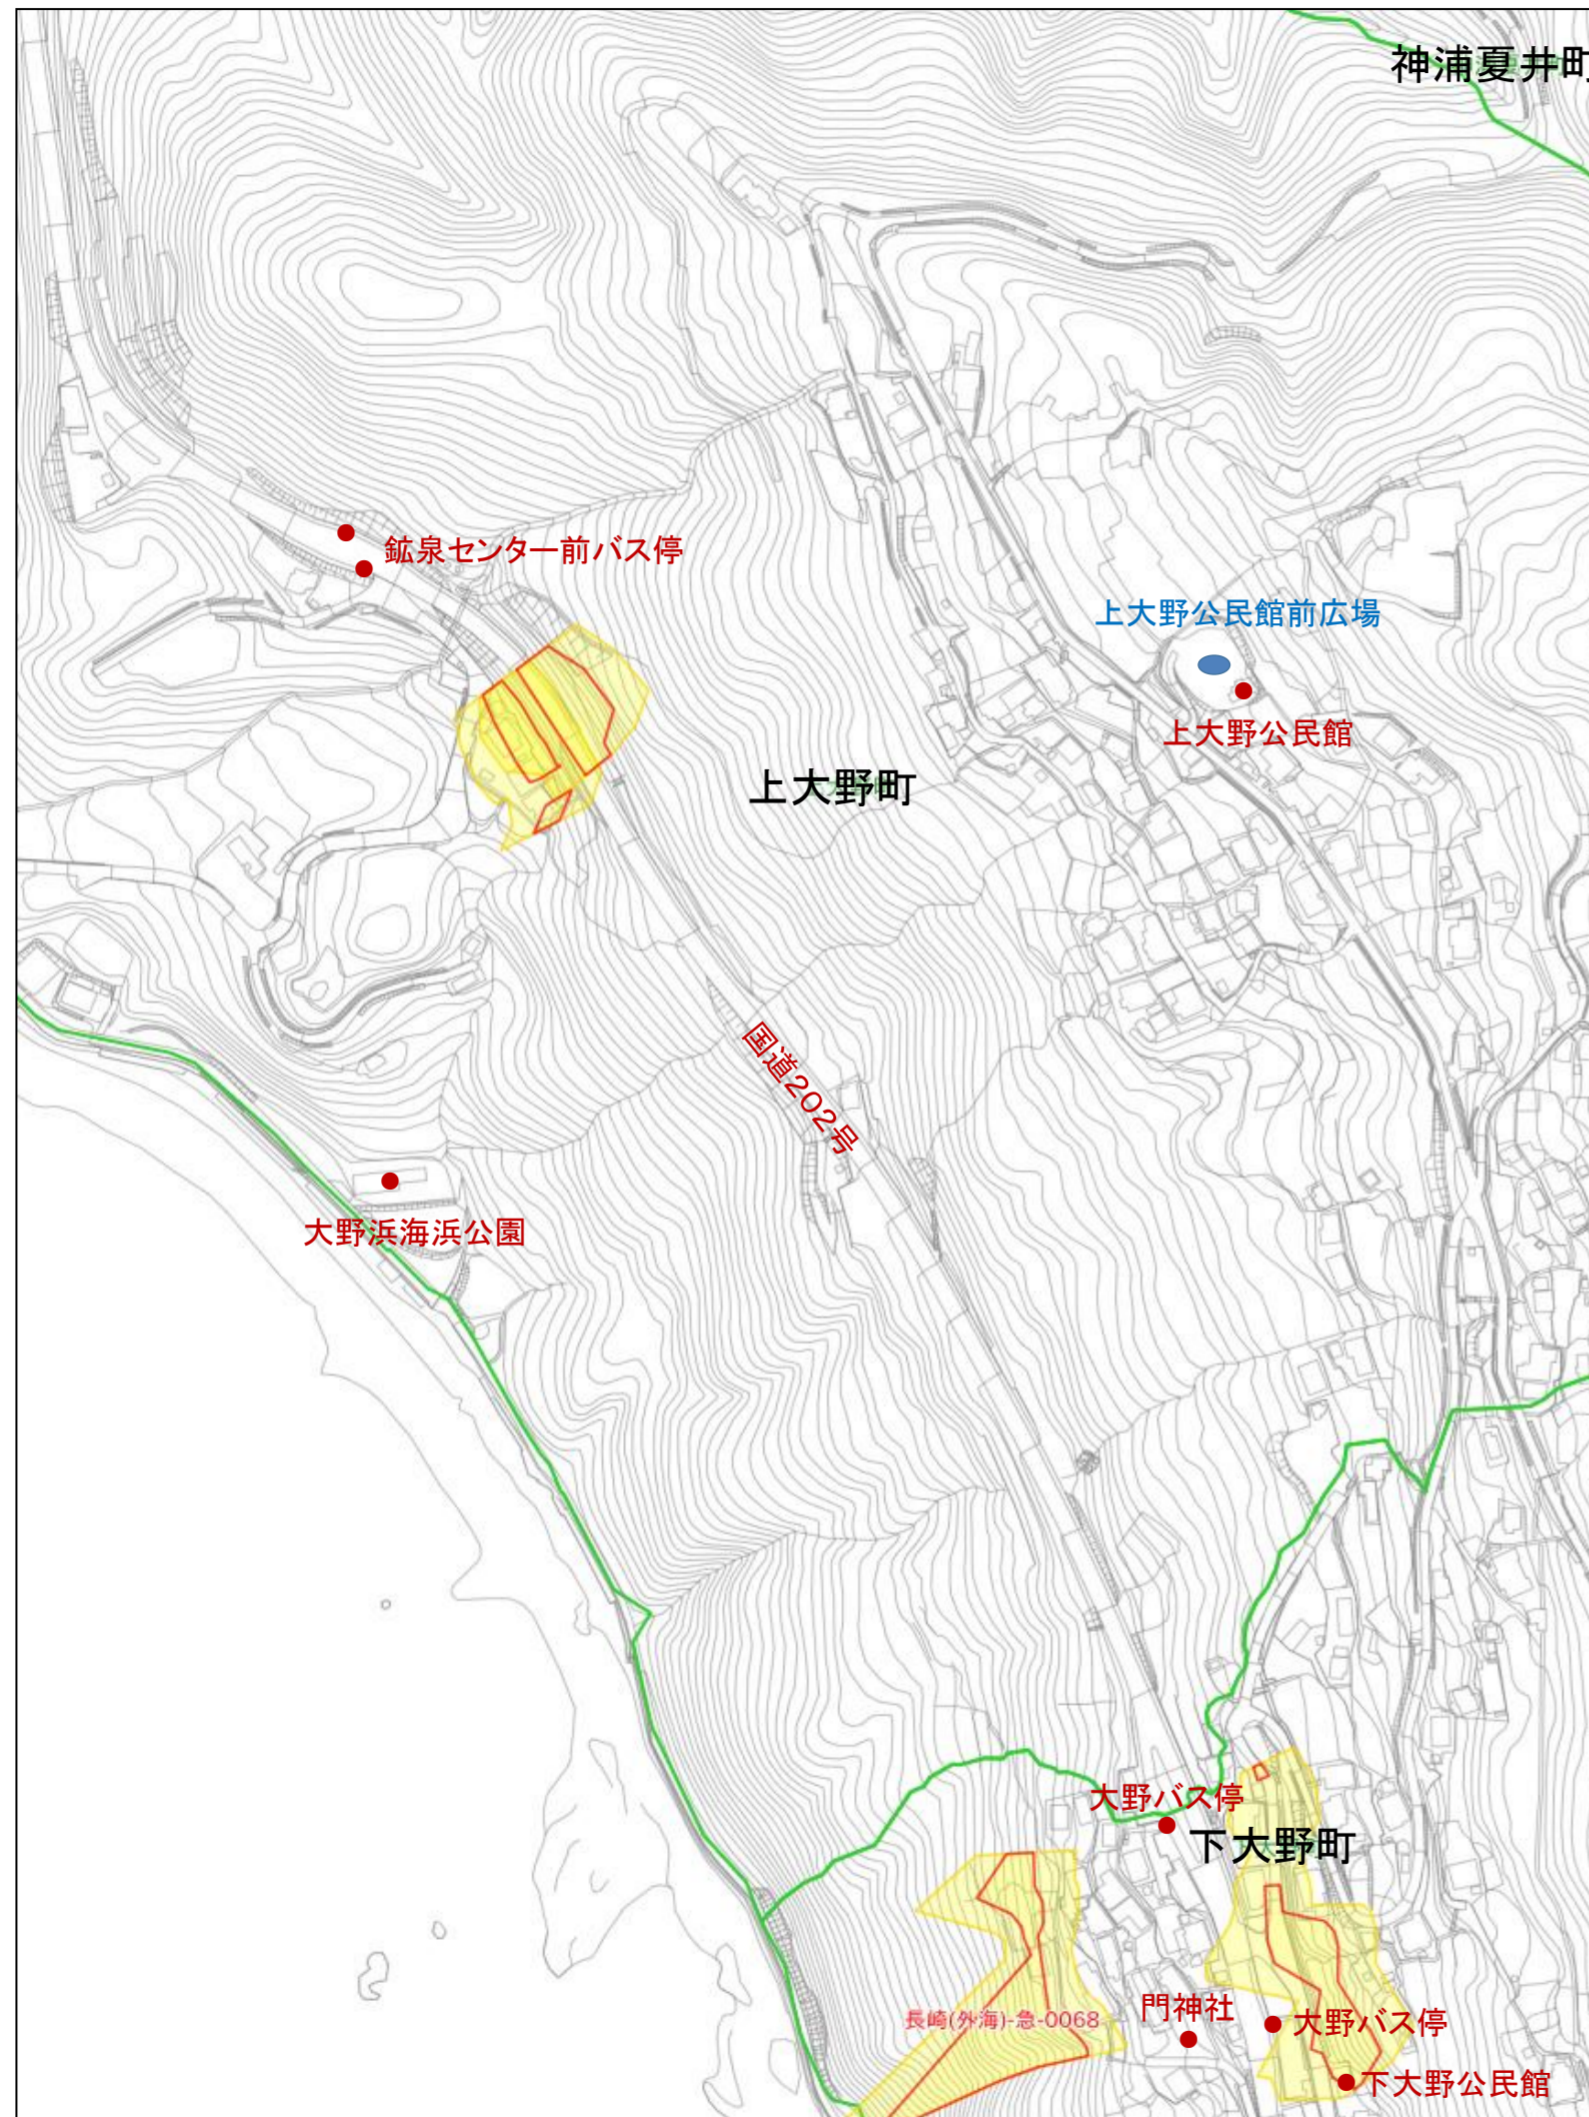 神浦夏井町
鉱泉センター前バス停
上大野公民館前広場
上大野公民館
上大野町
国道202号
大野浜海浜公園
大野バス停
下大野町
長崎(外海)-急-0068
門神社
大野バス停
下大野公民館